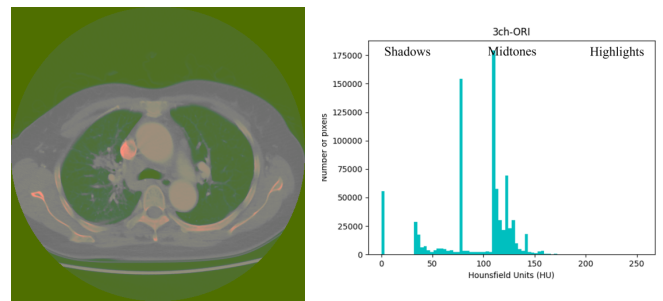 3ch-ORI
Shadows Midtones Highlights
175000
150000
125000
100000
75000
50000
25000
0
Number of pixels
0 50 100 150 200 250
Hounsfield Units (HU)